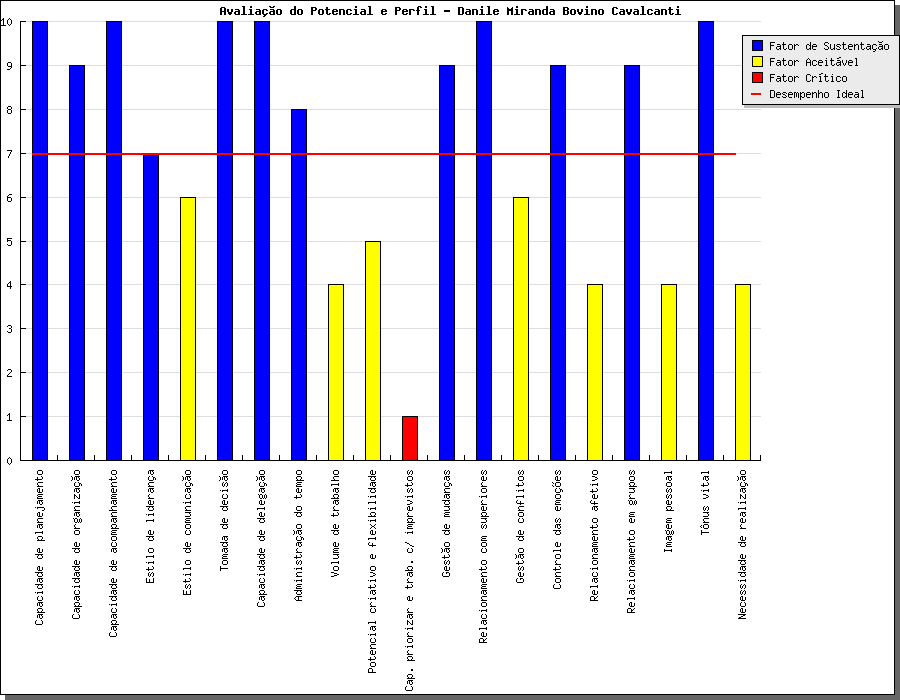 Avaliação do Potencial e Perfil - Danile Miranda Bovino Cavalcanti
Fator de Sustentação
Fator Aceitável
Fator Crítico
Desempenho Ideal
10
9
8
7
6
5
4
3
2
1
0
Capacidade de planejamento
Capacidade de organização
Capacidade de acompanhamento
Estilo de liderança
Estilo de comunicação
Tomada de decisão
Capacidade de delegação
Administração do tempo
Volume de trabalho
Potencial criativo e flexibilidade
Cap. priorizar e trab. c/ imprevistos
Gestão de mudanças
Relacionamento com superiores
Gestão de conflitos
Controle das emoções
Relacionamento afetivo
Relacionamento em grupos
Imagem pessoal
Tônus vital
Necessidade de realização